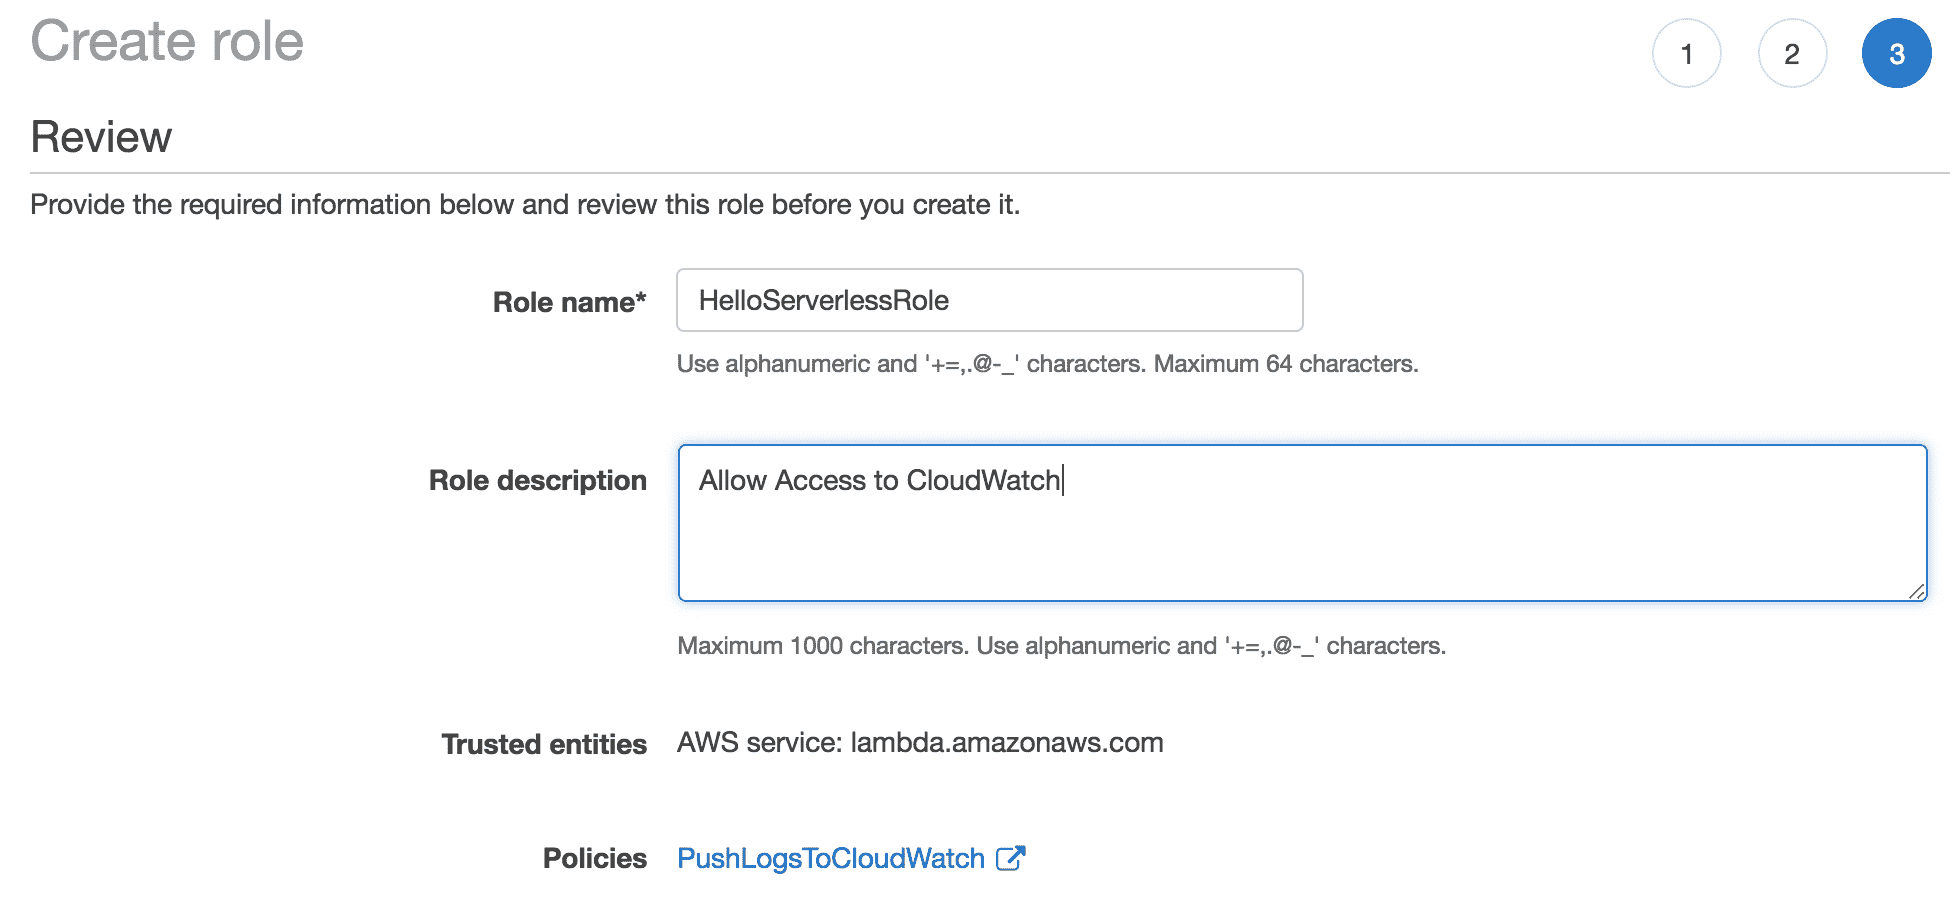 Create role
1 2 3
Review
Provide the required information below and review this role before you create it.
Role name* HelloServerlessRole
Use alphanumeric and '+=,.@-_' characters. Maximum 64 characters.
Role description Allow Access to CloudWatch
Maximum 1000 characters. Use alphanumeric and '+=,.@-_' characters.
Trusted entities AWS service: lambda.amazonaws.com
Policies PushLogsToCloudWatch